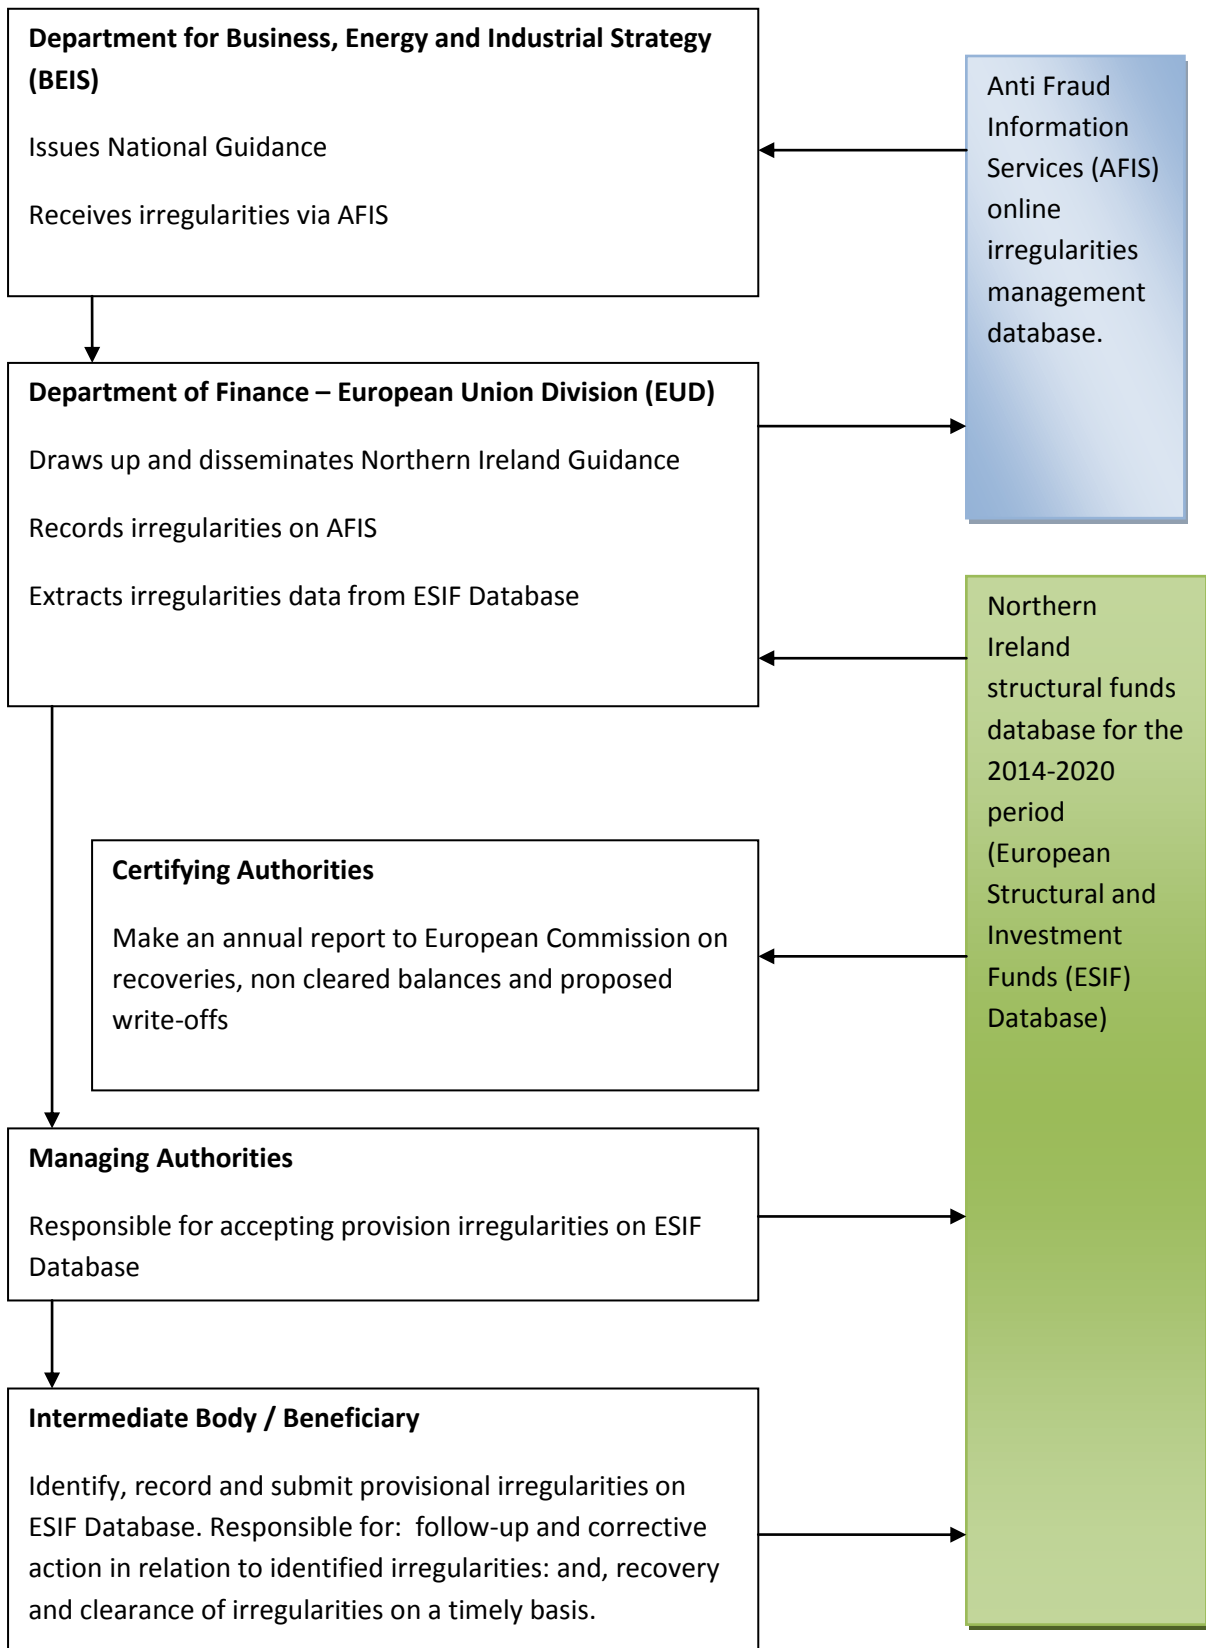 Department for Business, Energy and Industrial Strategy
(BEIS)
Issues National Guidance
Receives irregularities via AFIS
Anti Fraud
Information
Services (AFIS)
online
irregularities
management
database.
Department of Finance – European Union Division (EUD)
Draws up and disseminates Northern Ireland Guidance
Records irregularities on AFIS
Extracts irregularities data from ESIF Database
Northern
Ireland
structural funds
database for the
2014-2020
period
(European
Structural and
Investment
Funds (ESIF)
Database)
Certifying Authorities
Make an annual report to European Commission on
recoveries, non cleared balances and proposed
write-offs
Managing Authorities
Responsible for accepting provision irregularities on ESIF
Database
Intermediate Body / Beneficiary
Identify, record and submit provisional irregularities on
ESIF Database. Responsible for:  follow-up and corrective
action in relation to identified irregularities: and, recovery
and clearance of irregularities on a timely basis.